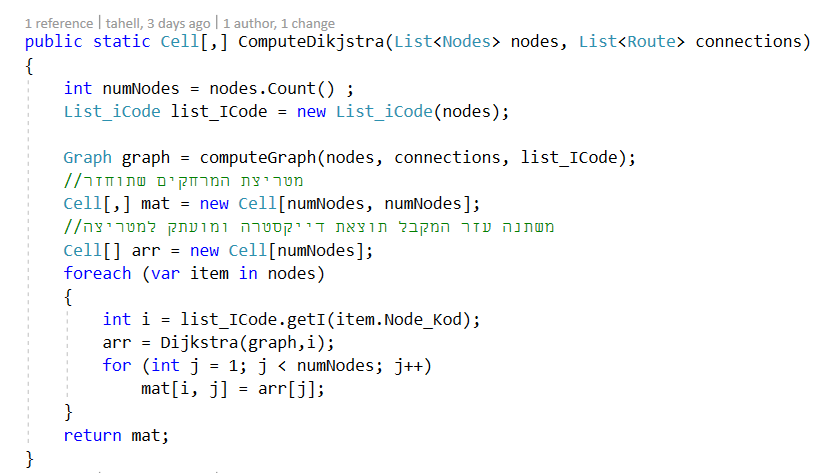 1 reference | tahell, 3 days ago | 1 author, 1 change
public static Cell[,] ComputeDikjstra(List<Nodes> nodes, List<Route> connections)
{
    int numNodes = nodes.Count() ;
    List_iCode list_ICode = new List_iCode(nodes);

    Graph graph = computeGraph(nodes, connections, list_ICode);
    //מטריצת המרחקים שתוחזר
    Cell[,] mat = new Cell[numNodes, numNodes];
    //משתנה עזר המקבל תוצאת דייקסטרה ומועתק למטריצה
    Cell[] arr = new Cell[numNodes];
    foreach (var item in nodes)
    {
        int i = list_ICode.getI(item.Node_Kod);
        arr = Dijkstra(graph,i);
        for (int j = 1; j < numNodes; j++)
            mat[i, j] = arr[j];
    }
    return mat;
}